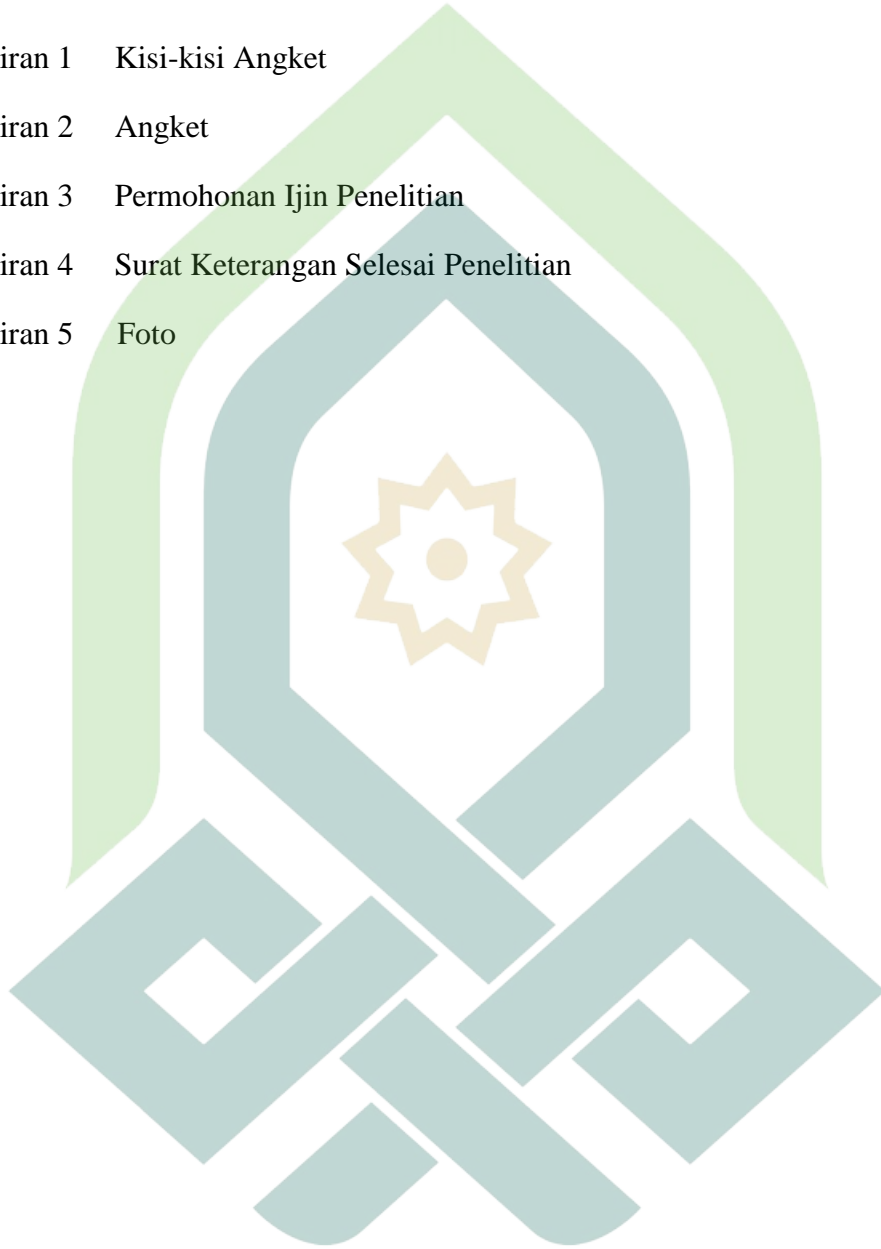 iran 1 Kisi-kisi Angket
iran 2 Angket
iran 3 Permohonan Ijin Penelitian
iran 4 Surat Keterangan Selesai Penelitian
iran 5 Foto